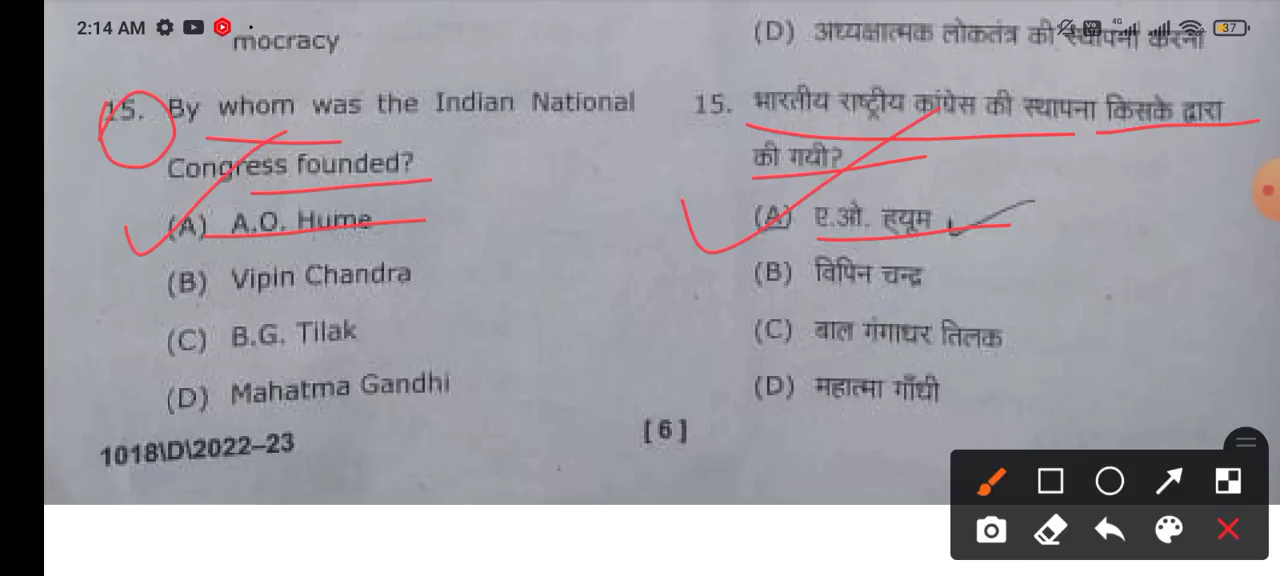 2:14 AM
4G
37
mocracy
15. By whom was the Indian National
Congress founded?
(A) A.O. Hume
(B) Vipin Chandra
(C) B.G. Tilak
(D) Mahatma Gandhi
1018\D\2022–23
[6]
(D) अध्यक्षात्मक लोकतंत्र की स्थापना करना
15. भारतीय राष्ट्रीय कांग्रेस की स्थापना किसके द्वारा
की गयी?
(A) ए.ओ. ह्यूम
(B) विपिन चन्द्र
(C) बाल गंगाधर तिलक
(D) महात्मा गाँधी